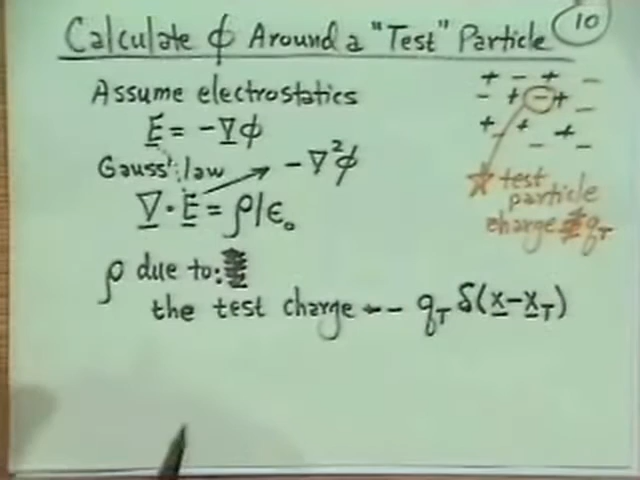 Calculate ϕ Around a "Test" Particle
10
Assume electrostatics
E = -∇ϕ
Gauss' law
-∇²ϕ
∇·E = ρ/ϵ₀
+ - + -
- + - + -
+ - + - + -
test
particle
charge q_T
ρ due to:
the test charge -- q_T δ(x-x_T)